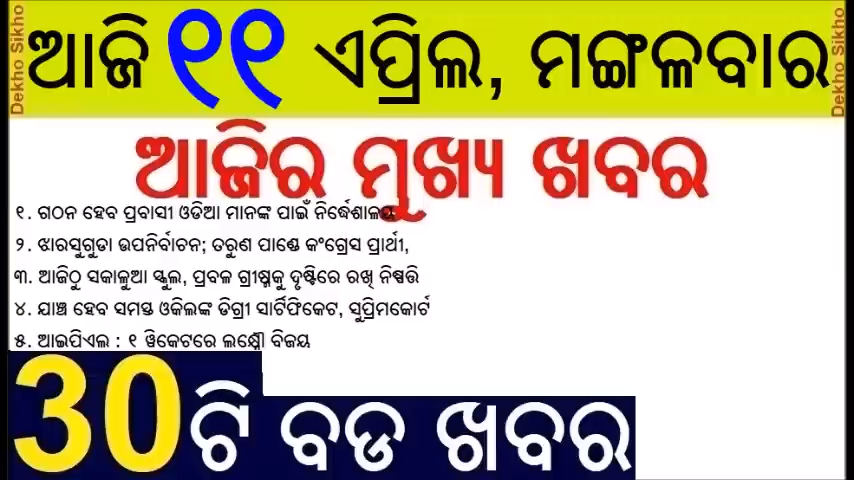 ଆଜି ୧୧ ଏପ୍ରିଲ, ମଙ୍ଗଳବାର
Dekho Sikho
Dekho Sikho
ଆଜିର ମୁଖ୍ୟ ଖବର
୧. ଗଠନ ହେବ ପ୍ରବାସୀ ଓଡିଆ ମାନଙ୍କ ପାଇଁ ନିର୍ଦ୍ଧେଶାଳୟ
୨. ଝାରସୁଗୁଡା ଉପନିର୍ବାଚନ; ତରୁଣ ପାଣ୍ଡେ କଂଗ୍ରେସ ପ୍ରାର୍ଥୀ,
୩. ଆଜିଠୁ ସକାଳୁଆ ସ୍କୁଲ, ପ୍ରବଳ ଗ୍ରୀଷ୍ମକୁ ଦୃଷ୍ଟିରେ ରଖି ନିଷ୍ପତ୍ତି
୪. ଯାଞ୍ଚ ହେବ ସମସ୍ତ ଓକିଲଙ୍କ ଡିଗ୍ରୀ ସାର୍ଟିଫିକେଟ, ସୁପ୍ରିମକୋର୍ଟ
୫. ଆଇପିଏଲ : ୧ ୱିକେଟରେ ଲକ୍ଷ୍ନୌ ବିଜୟ
30ଟି ବଡ ଖବର